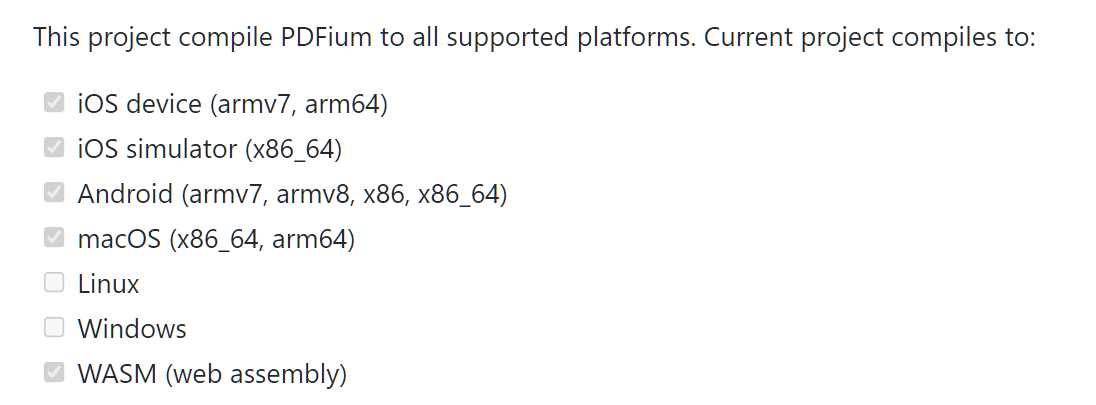 This project compile PDFium to all supported platforms. Current project compiles to:
iOS device (armv7, arm64)
iOS simulator (x86_64)
Android (armv7, armv8, x86, x86_64)
macOS (x86_64, arm64)
Linux
Windows
WASM (web assembly)